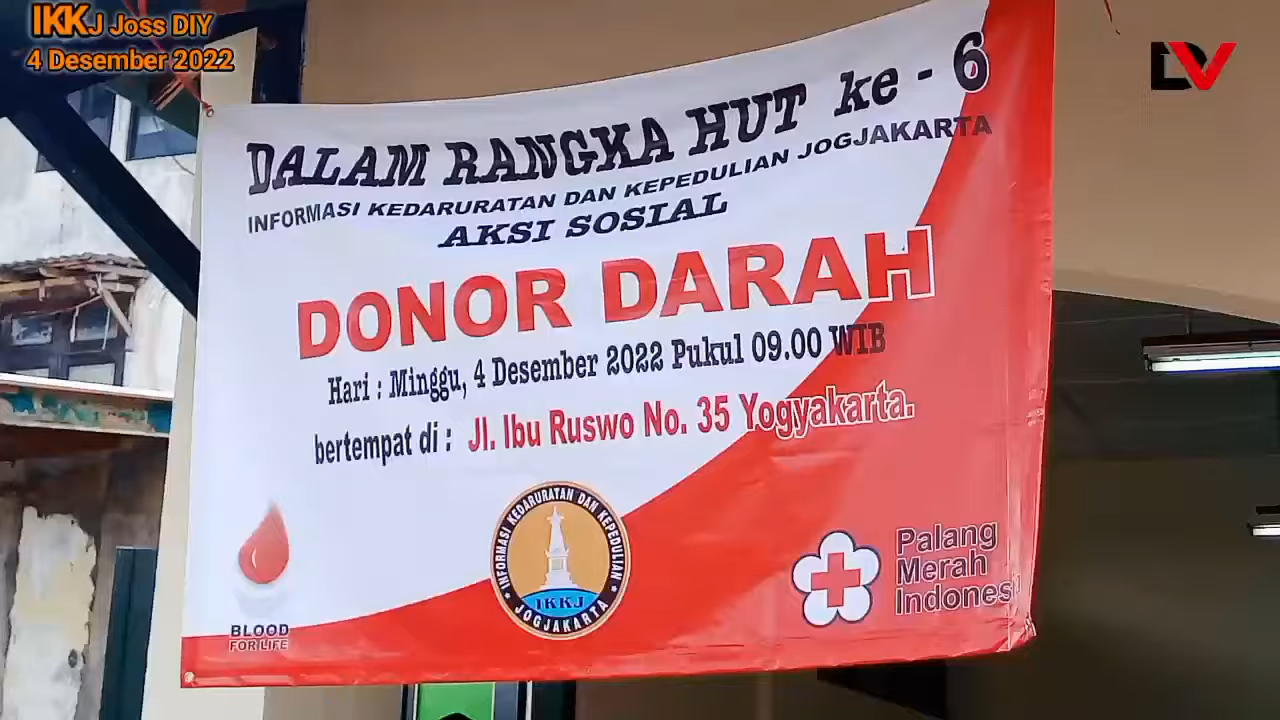 IKKJ Joss DIY
4 Desember 2022
DV
DALAM RANGKA HUT ke - 6
INFORMASI KEDARURATAN DAN KEPEDULIAN JOGJAKARTA
AKSI SOSIAL
DONOR DARAH
Hari : Minggu, 4 Desember 2022 Pukul 09.00 WIB
bertempat di : Jl. Ibu Ruswo No. 35 Yogyakarta.
INFORMASI KEDARURATAN DAN KEPEDULIAN
IKKJ
JOGJAKARTA
BLOOD
FOR LIFE
Palang
Merah
Indonesi